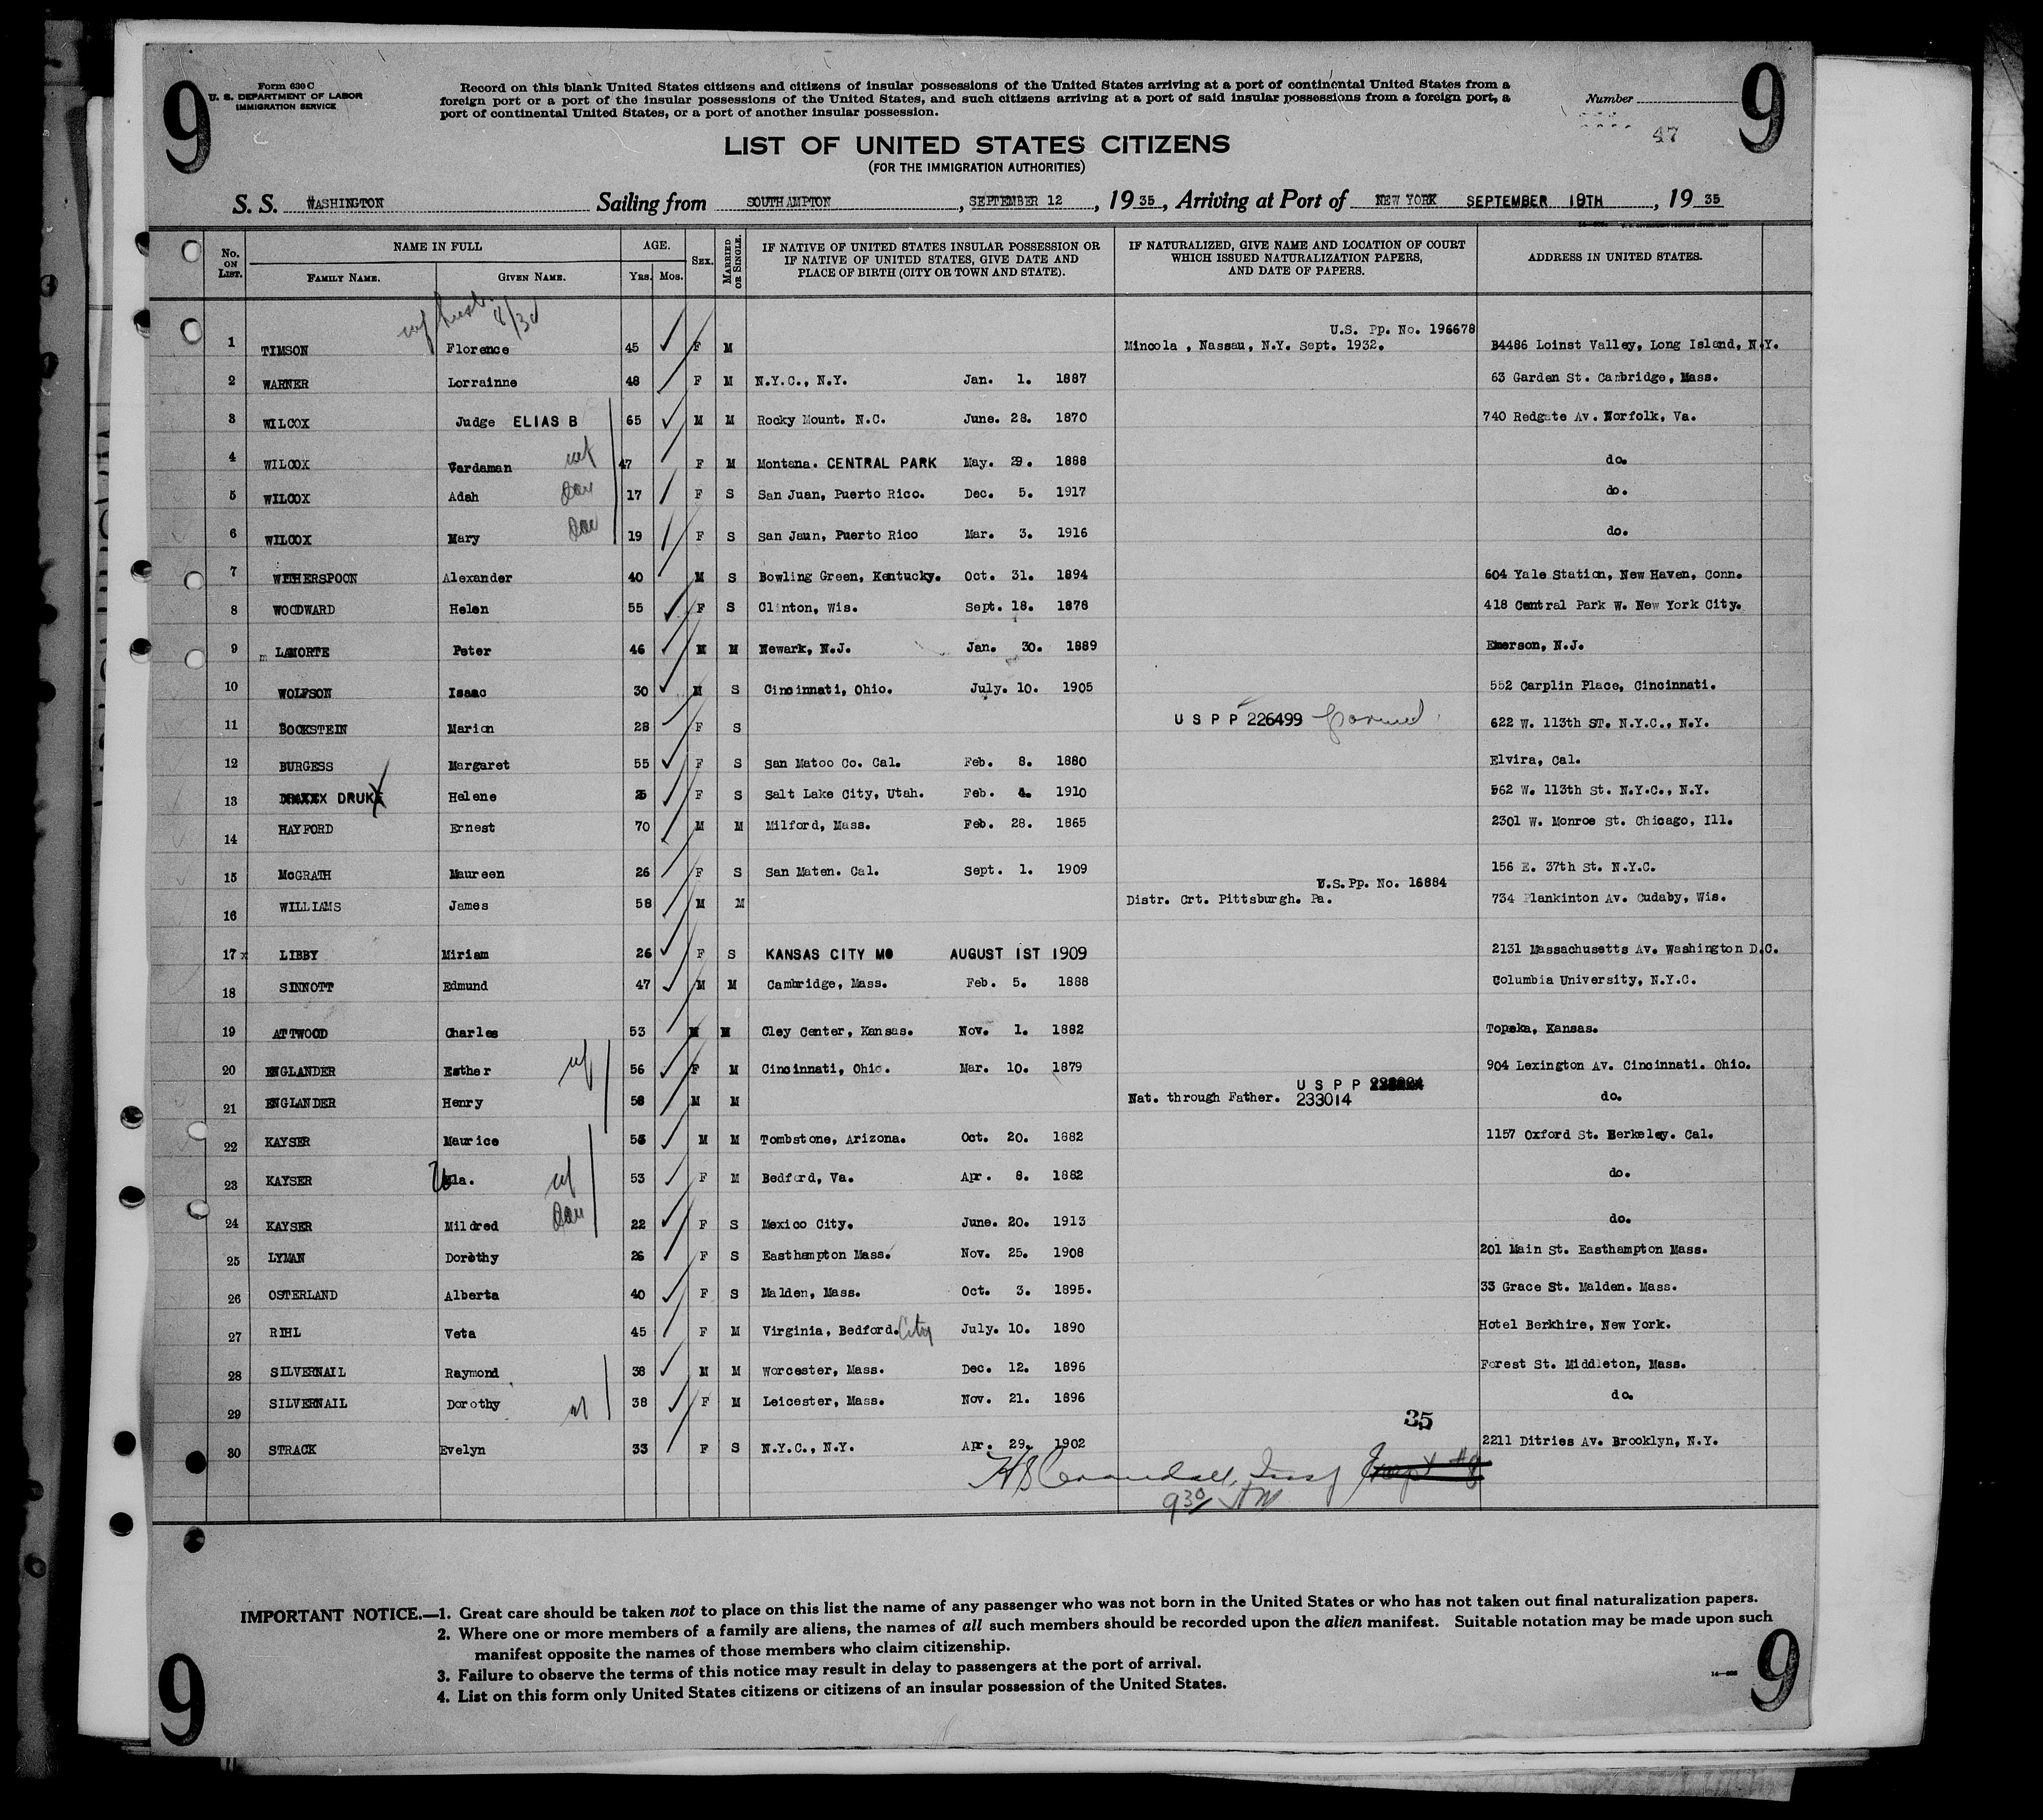 9
Form 630 C
U. S. DEPARTMENT OF LABOR
IMMIGRATION SERVICE
Record on this blank United States citizens and citizens of insular possessions of the United States arriving at a port of continental United States from a
foreign port or a port of the insular possessions of the United States, and such citizens arriving at a port of said insular possessions from a foreign port, a
port of continental United States, or a port of another insular possession.
Number
47
9
LIST OF UNITED STATES CITIZENS
(FOR THE IMMIGRATION AUTHORITIES)
S. S. WASHINGTON Sailing from SOUTHAMPTON, SEPTEMBER 12, 1935, Arriving at Port of NEW YORK SEPTEMBER 19TH, 1935
No. ON LIST. NAME IN FULL FAMILY NAME. GIVEN NAME. AGE. Yrs. Mos. SEX. MARRIED OR SINGLE. IF NATIVE OF UNITED STATES INSULAR POSSESSION OR IF NATIVE OF UNITED STATES, GIVE DATE AND PLACE OF BIRTH (CITY OR TOWN AND STATE). IF NATURALIZED, GIVE NAME AND LOCATION OF COURT WHICH ISSUED NATURALIZATION PAPERS, AND DATE OF PAPERS. ADDRESS IN UNITED STATES.
U.S. Pp. No. 196678
1 TIMSON Florence 45 F M Mincola , Nassau, N.Y. Sept. 1932. B4486 Loinst Valley, Long Island, N.Y.
2 WARNER Lorrainne 48 F M N.Y.C., N.Y. Jan. 1. 1887 63 Garden St. Cambridge, Mass.
3 WILCOX Judge ELIAS B 65 M M Rocky Mount. N.C. June. 28. 1870 740 Redgate Av. Norfolk, Va.
4 WILCOX Vardaman wf 47 F M Montana. CENTRAL PARK May. 29. 1888 do.
5 WILCOX Adah Dau 17 F S San Juan, Puerto Rico. Dec. 5. 1917 do.
6 WILCOX Mary Dau 19 F S San Jaun, Puerto Rico Mar. 3. 1916 do.
7 WITHERSPOON Alexander 40 M S Bowling Green, Kentucky. Oct. 31. 1894 604 Yale Station, New Haven, Conn.
8 WOODWARD Helen 55 F S Clinton, Wis. Sept. 18. 1878 418 Central Park W. New York City.
9 LAMORTE Peter 46 M M Newark, N.J. Jan. 30. 1889 Emerson, N.J.
10 WOLFSON Isaac 30 M S Cincinnati, Ohio. July. 10. 1905 552 Carplin Place, Cincinnati.
11 BOOKSTEIN Marion 28 F S U S P P 226499 622 W. 113th ST. N.Y.C., N.Y.
12 BURGESS Margaret 55 F S San Matoo Co. Cal. Feb. 8. 1880 Elvira, Cal.
13 DRUKE Helene 25 F S Salt Lake City, Utah. Feb. 4. 1910 562 W. 113th St. N.Y.C., N.Y.
14 HAYFORD Ernest 70 M M Milford, Mass. Feb. 28. 1865 2301 W. Monroe St. Chicago, Ill.
15 McGRATH Maureen 26 F S San Maten. Cal. Sept. 1. 1909 156 E. 37th St. N.Y.C.
U.S.Pp. No. 16884
16 WILLIAMS James 58 M M Distr. Crt. Pittsburgh. Pa. 734 Plankinton Av. Cudaby, Wis.
17 x LIBBY Miriam 26 F S KANSAS CITY MO AUGUST 1ST 1909 2131 Massachusetts Av. Washington D.C.
18 SINNOTT Edmund 47 M M Cambridge, Mass. Feb. 5. 1888 Columbia University, N.Y.C.
19 ATTWOOD Charles 53 M M Cley Center, Kansas. Nov. 1. 1882 Topeka, Kansas.
20 ENGLANDER Esther wf 56 F M Cincinnati, Ohio. Mar. 10. 1879 904 Lexington Av. Cincinnati. Ohio.
21 ENGLANDER Henry 58 M M Nat. through Father. U S P P 233014 do.
22 KAYSER Maurice 53 M M Tombstone, Arizona. Oct. 20. 1882 1157 Oxford St. Berkeley. Cal.
23 KAYSER la. wf 53 F M Bedford, Va. Apr. 8. 1882 do.
24 KAYSER Mildred Dau 22 F S Mexico City. June. 20. 1913 do.
25 LYMAN Dorothy 26 F S Easthampton Mass. Nov. 25. 1908 201 Main St. Easthampton Mass.
26 OSTERLAND Alberta 40 F S Malden, Mass. Oct. 3. 1895. 33 Grace St. Malden. Mass.
27 RIHL Veta 45 F M Virginia, Bedford. City July. 10. 1890 Hotel Berkhire, New York.
28 SILVERNAIL Raymond 38 M M Worcester, Mass. Dec. 12. 1896 Forest St. Middleton, Mass.
29 SILVERNAIL Dorothy wf 38 F M Leicester, Mass. Nov. 21. 1896 do.
35
30 STRACK Evelyn 33 F S N.Y.C., N.Y. Apr. 29. 1902 2211 Ditries Av. Brooklyn, N.Y.
930 AM
IMPORTANT NOTICE.—1. Great care should be taken not to place on this list the name of any passenger who was not born in the United States or who has not taken out final naturalization papers.
2. Where one or more members of a family are aliens, the names of all such members should be recorded upon the alien manifest. Suitable notation may be made upon such
manifest opposite the names of those members who claim citizenship.
3. Failure to observe the terms of this notice may result in delay to passengers at the port of arrival.
4. List on this form only United States citizens or citizens of an insular possession of the United States.
9
9